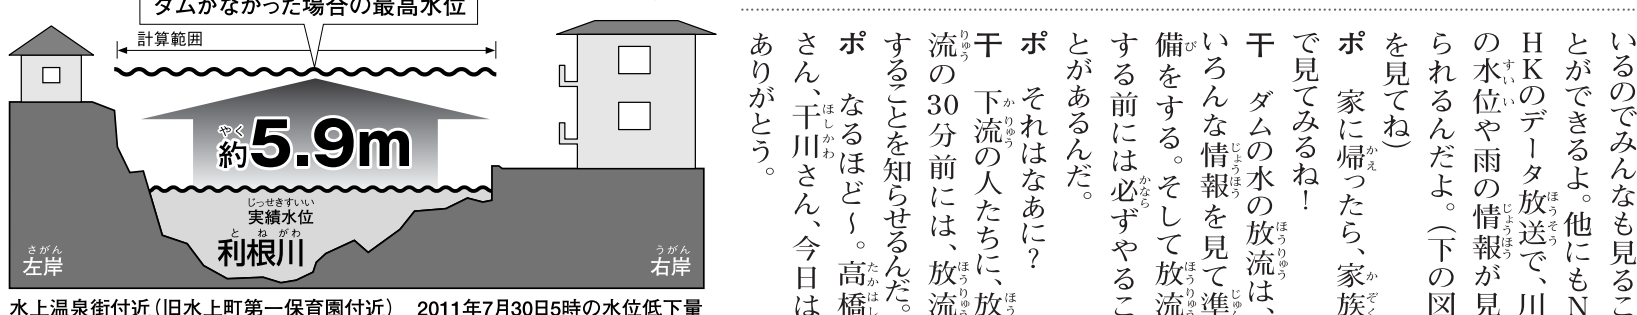 ダムがなかった場合の最高水位
計算範囲
約5.9m
実績水位
利根川
左岸
右岸
水上温泉街付近（旧水上町第一保育園付近）　2011年7月30日5時の水位低下量
いるのでみんなも見るこ
とができるよ。他にもN
HKのデータ放送で、川
の水位や雨の情報が見
られるんだよ。（下の図
を見てね）
ポ　家に帰ったら、家族
で見てみるね！
干　ダムの水の放流は、
いろんな情報を見て準
備をする。そして放流
する前には必ずやるこ
とがあるんだ。
ポ　それはなあに？
干　下流の人たちに、放
流の30分前には、放流
することを知らせるんだ。
ポ　なるほど～。高橋
さん、干川さん、今日は
ありがとう。